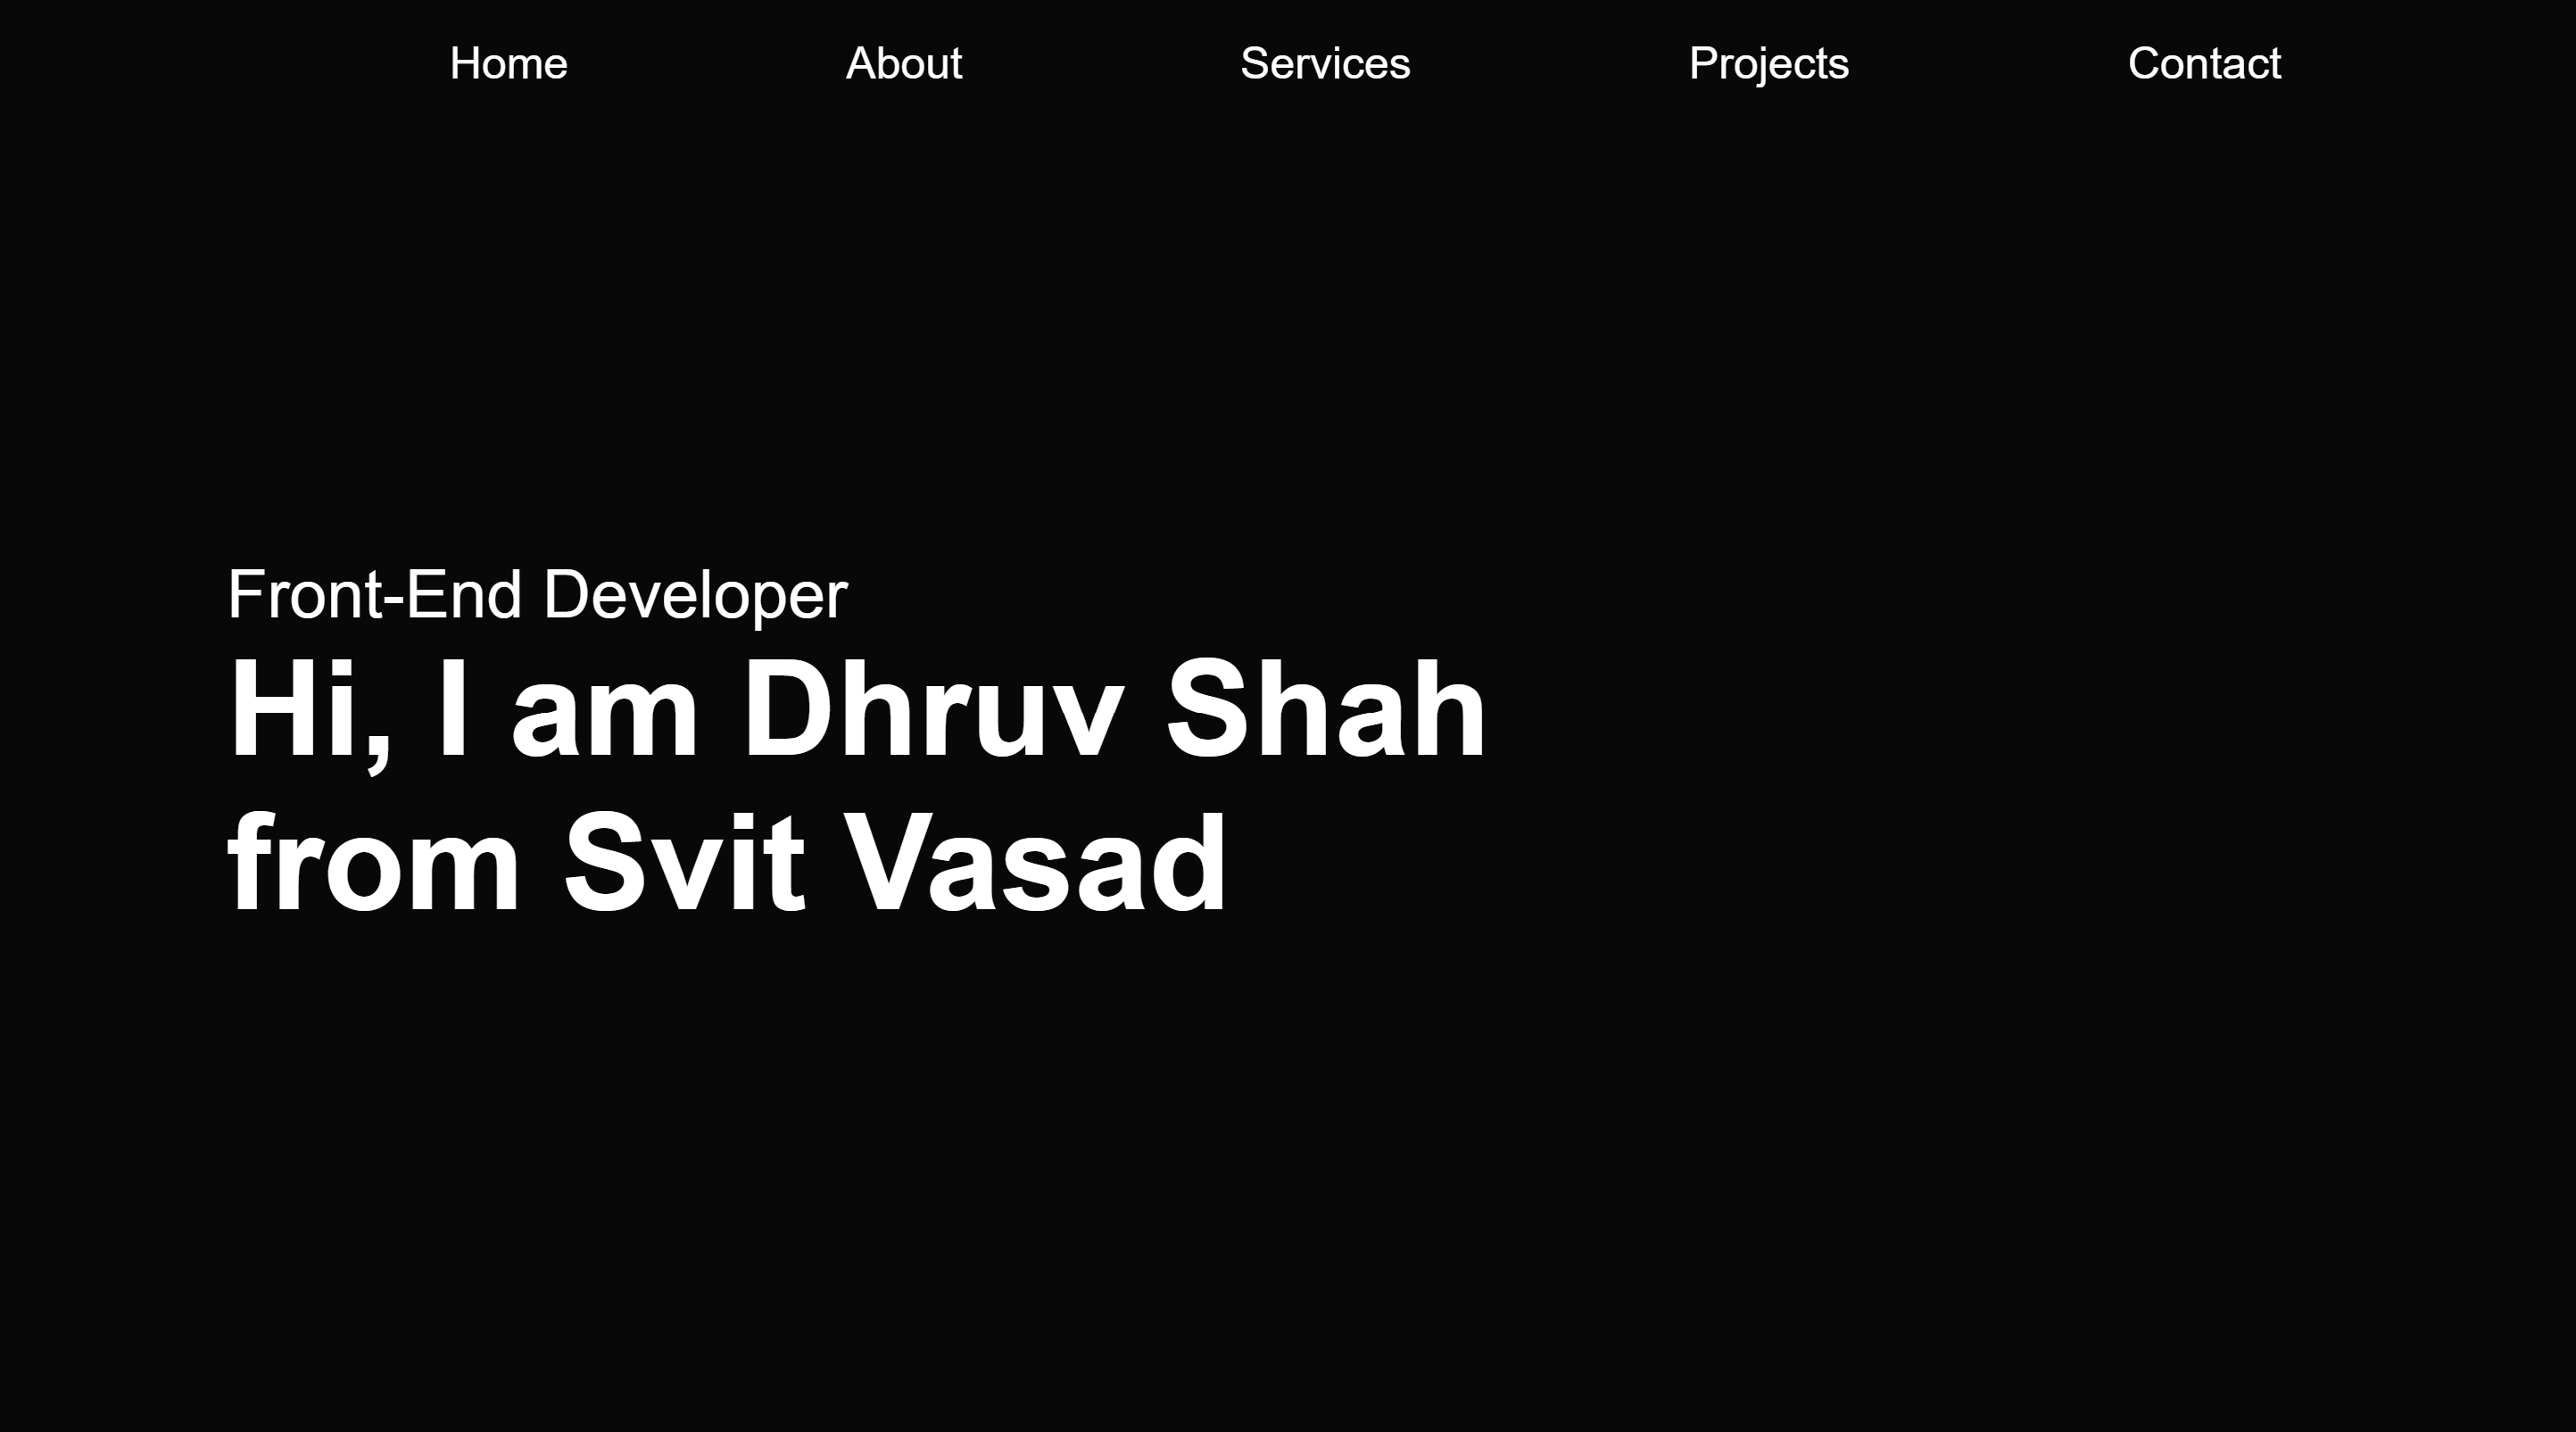 Home About Services Projects Contact
Front-End Developer
Hi, I am Dhruv Shah
from Svit Vasad